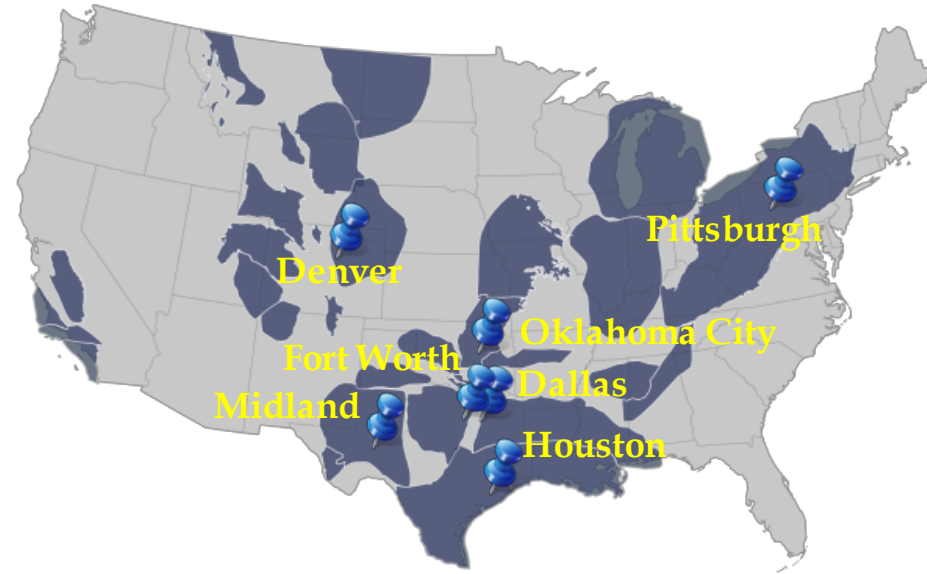 Pittsburgh
Denver
Oklahoma City
Fort Worth
Dallas
Midland
Houston